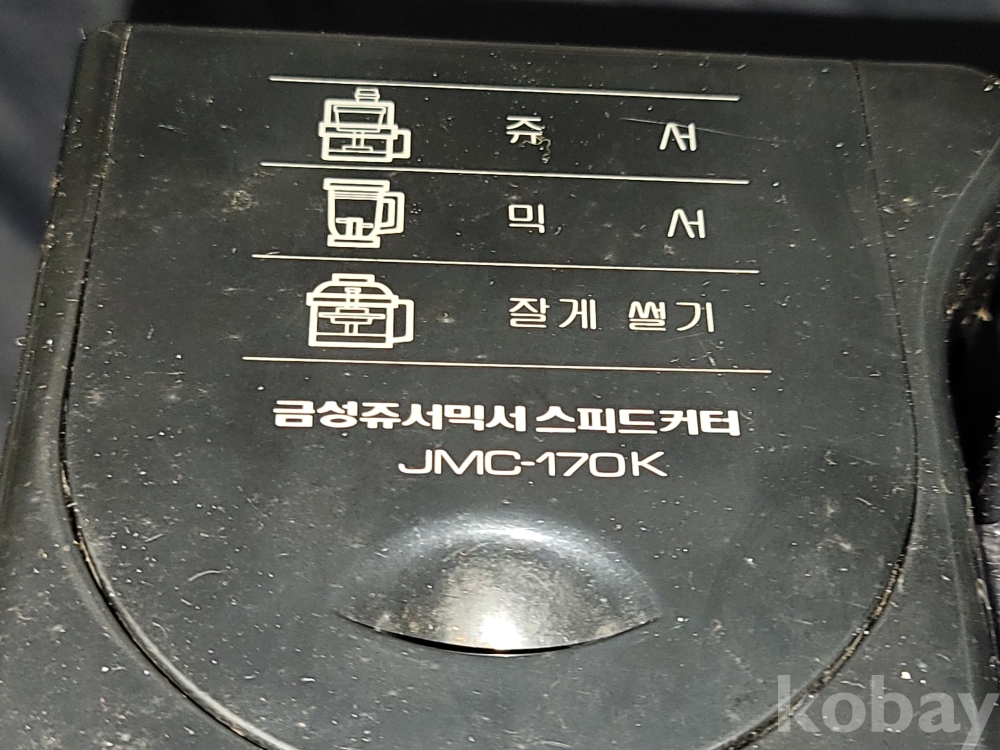 쥬 서
믹 서
잘게 썰기
금성쥬서믹서 스피드커터
JMC-170K
kobay